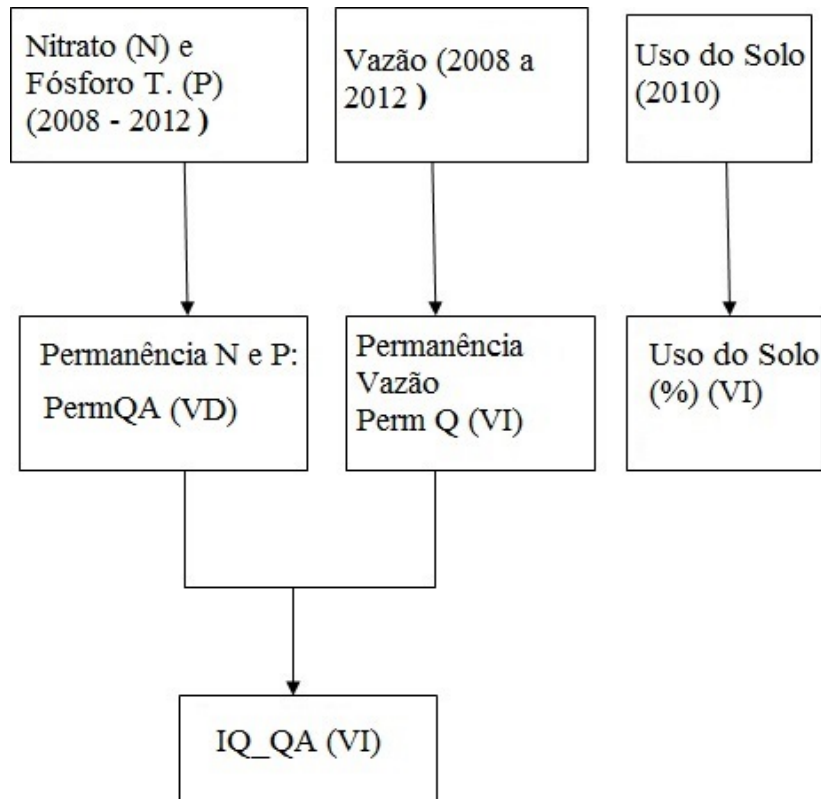 Nitrato (N) e
Fósforo T. (P)
(2008 - 2012 )
Vazão (2008 a
2012 )
Uso do Solo
(2010)
Permanência N e P:
PermQA (VD)
Permanência
Vazão
Perm Q (VI)
Uso do Solo
(%) (VI)
IQ_QA (VI)